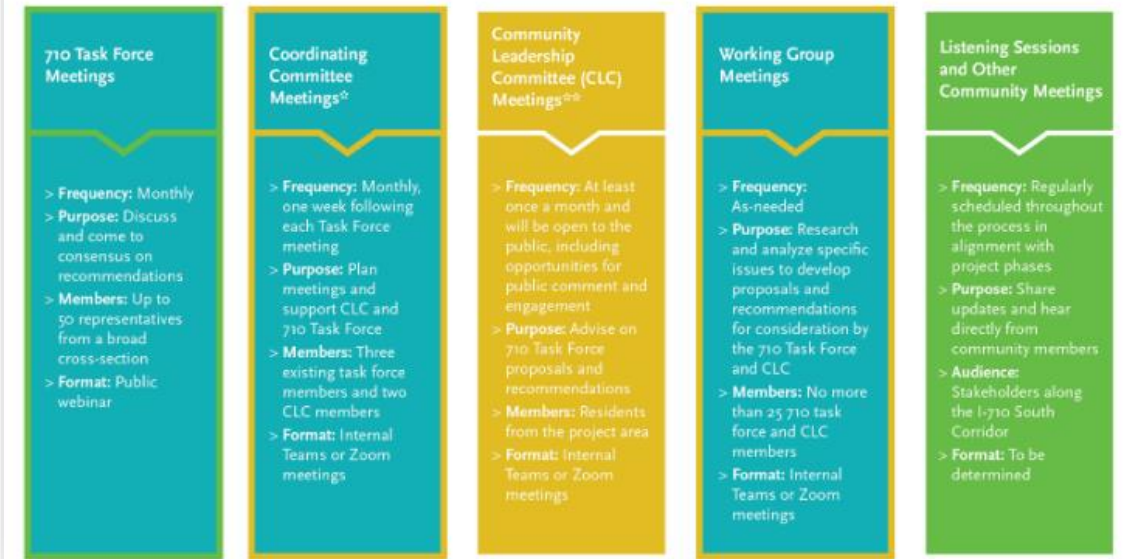 710 Task Force
Meetings
> Frequency: Monthly
> Purpose: Discuss
and come to
consensus on
recommendations
> Members: Up to
50 representatives
from a broad
cross-section
> Format: Public
webinar
Coordinating
Committee
Meetings*
> Frequency: Monthly,
one week following
each Task Force
meeting
> Purpose: Plan
meetings and
support CLC and
710 Task Force
> Members: Three
existing task force
members and two
CLC members
> Format: Internal
Teams or Zoom
meetings
Community
Leadership
Committee (CLC)
Meetings**
> Frequency: At least
once a month and
will be open to the
public, including
opportunities for
public comment and
engagement
> Purpose: Advise on
710 Task Force
proposals and
recommendations
> Members: Residents
from the project area
> Format: Internal
Teams or Zoom
meetings
Working Group
Meetings
> Frequency:
As-needed
> Purpose: Research
and analyze specific
issues to develop
proposals and
recommendations
for consideration by
the 710 Task Force
and CLC
> Members: No more
than 25 710 task
force and CLC
members
> Format: Internal
Teams or Zoom
meetings
Listening Sessions
and Other
Community Meetings
> Frequency: Regularly
scheduled throughout
the process in
alignment with
project phases
> Purpose: Share
updates and hear
directly from
community members
> Audience:
Stakeholders along
the I-710 South
Corridor
> Format: To be
determined